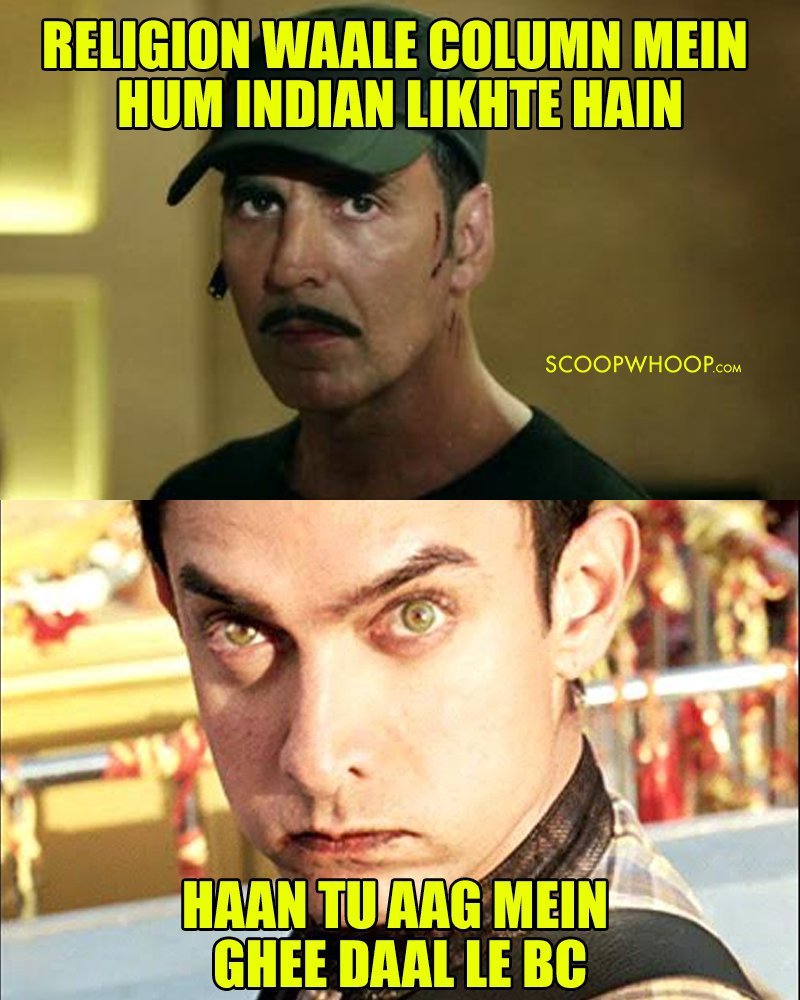 RELIGION WAALE COLUMN MEIN
HUM INDIAN LIKHTE HAIN
SCOOPWHOOP.COM
HAAN TU AAG MEIN
GHEE DAAL LE BC